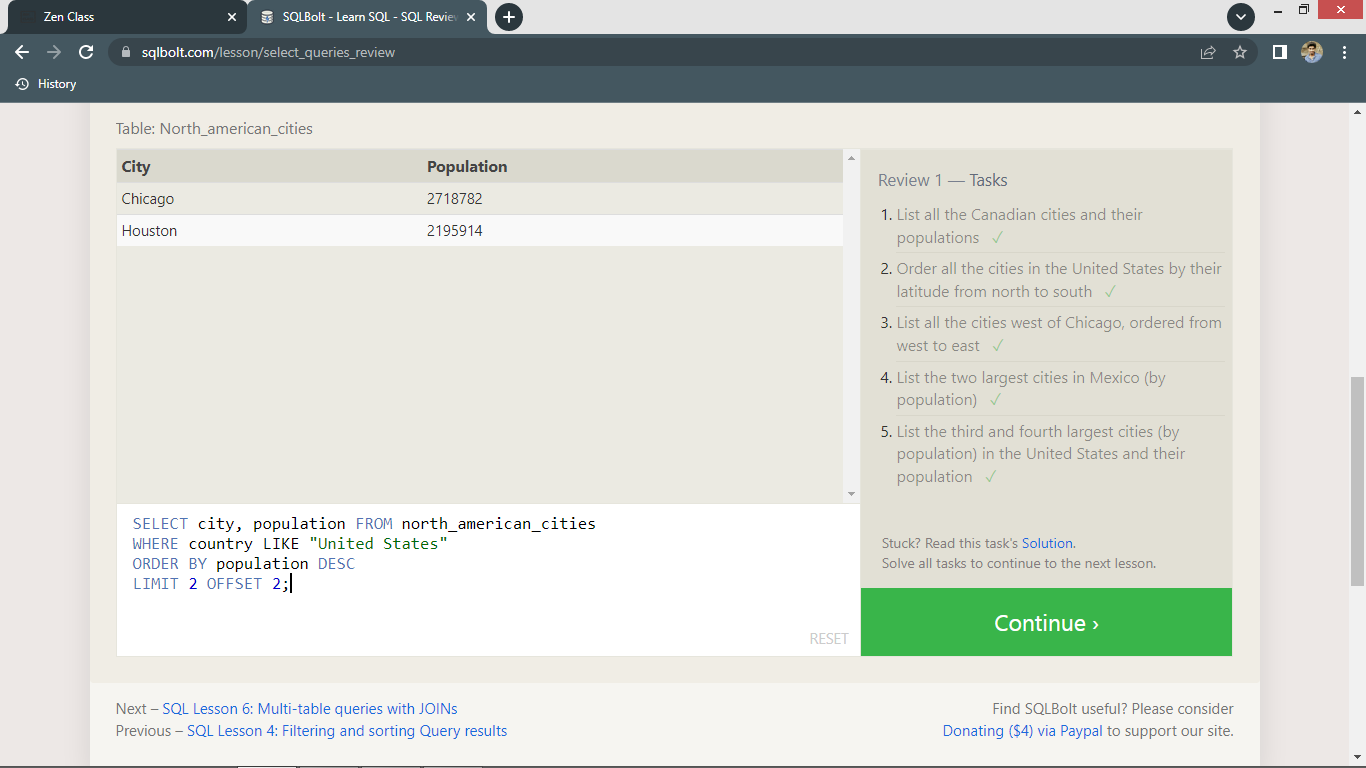 Zen Class
SQLBolt - Learn SQL - SQL Review
sqlbolt.com/lesson/select_queries_review
History
Table: North_american_cities
City Population
Chicago 2718782
Houston 2195914
SELECT city, population FROM north_american_cities
WHERE country LIKE "United States"
ORDER BY population DESC
LIMIT 2 OFFSET 2;
RESET
Review 1 — Tasks
1. List all the Canadian cities and their
populations ✓
2. Order all the cities in the United States by their
latitude from north to south ✓
3. List all the cities west of Chicago, ordered from
west to east ✓
4. List the two largest cities in Mexico (by
population) ✓
5. List the third and fourth largest cities (by
population) in the United States and their
population ✓
Stuck? Read this task's Solution.
Solve all tasks to continue to the next lesson.
Continue ›
Next – SQL Lesson 6: Multi-table queries with JOINs
Previous – SQL Lesson 4: Filtering and sorting Query results
Find SQLBolt useful? Please consider
Donating ($4) via Paypal to support our site.